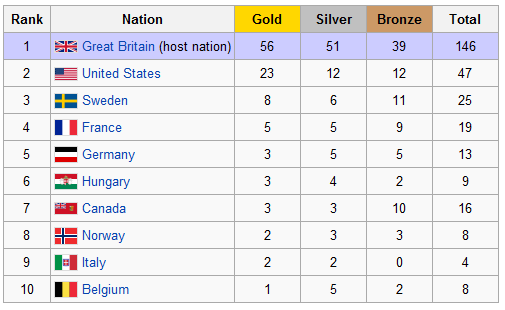 Rank Nation Gold Silver Bronze Total
1 Great Britain (host nation) 56 51 39 146
2 United States 23 12 12 47
3 Sweden 8 6 11 25
4 France 5 5 9 19
5 Germany 3 5 5 13
6 Hungary 3 4 2 9
7 Canada 3 3 10 16
8 Norway 2 3 3 8
9 Italy 2 2 0 4
10 Belgium 1 5 2 8